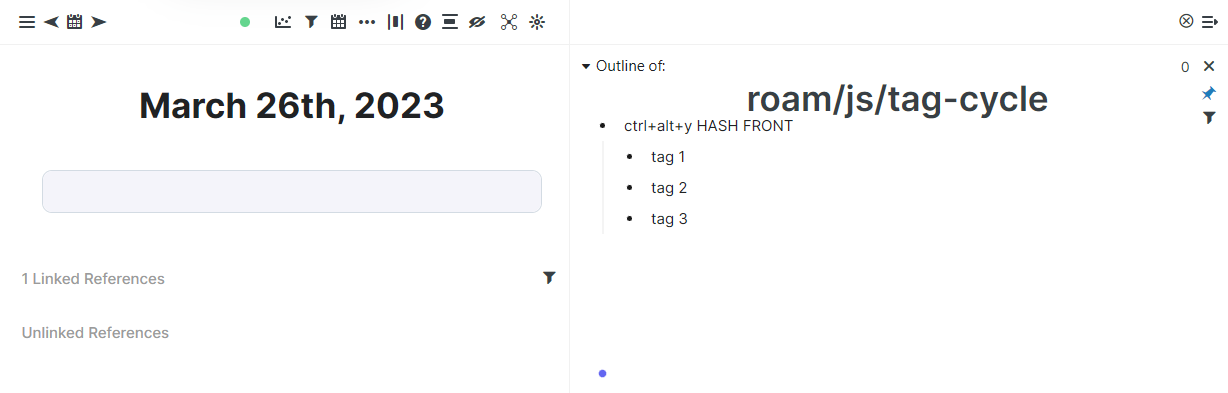 March 26th, 2023
1 Linked References
Unlinked References
Outline of:
0
roam/js/tag-cycle
ctrl+alt+y HASH FRONT
tag 1
tag 2
tag 3